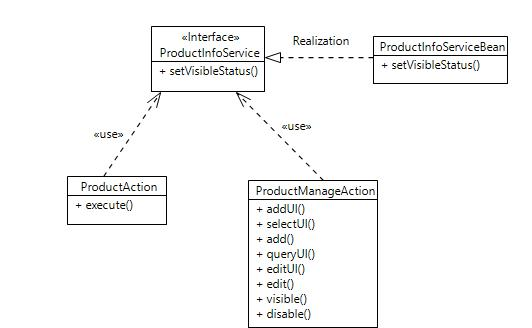 «Interface»
ProductInfoService
+ setVisibleStatus()
Realization
ProductInfoServiceBean
+ setVisibleStatus()
«use»
«use»
ProductAction
+ execute()
ProductManageAction
+ addUI()
+ selectUI()
+ add()
+ queryUI()
+ editUI()
+ edit()
+ visible()
+ disable()